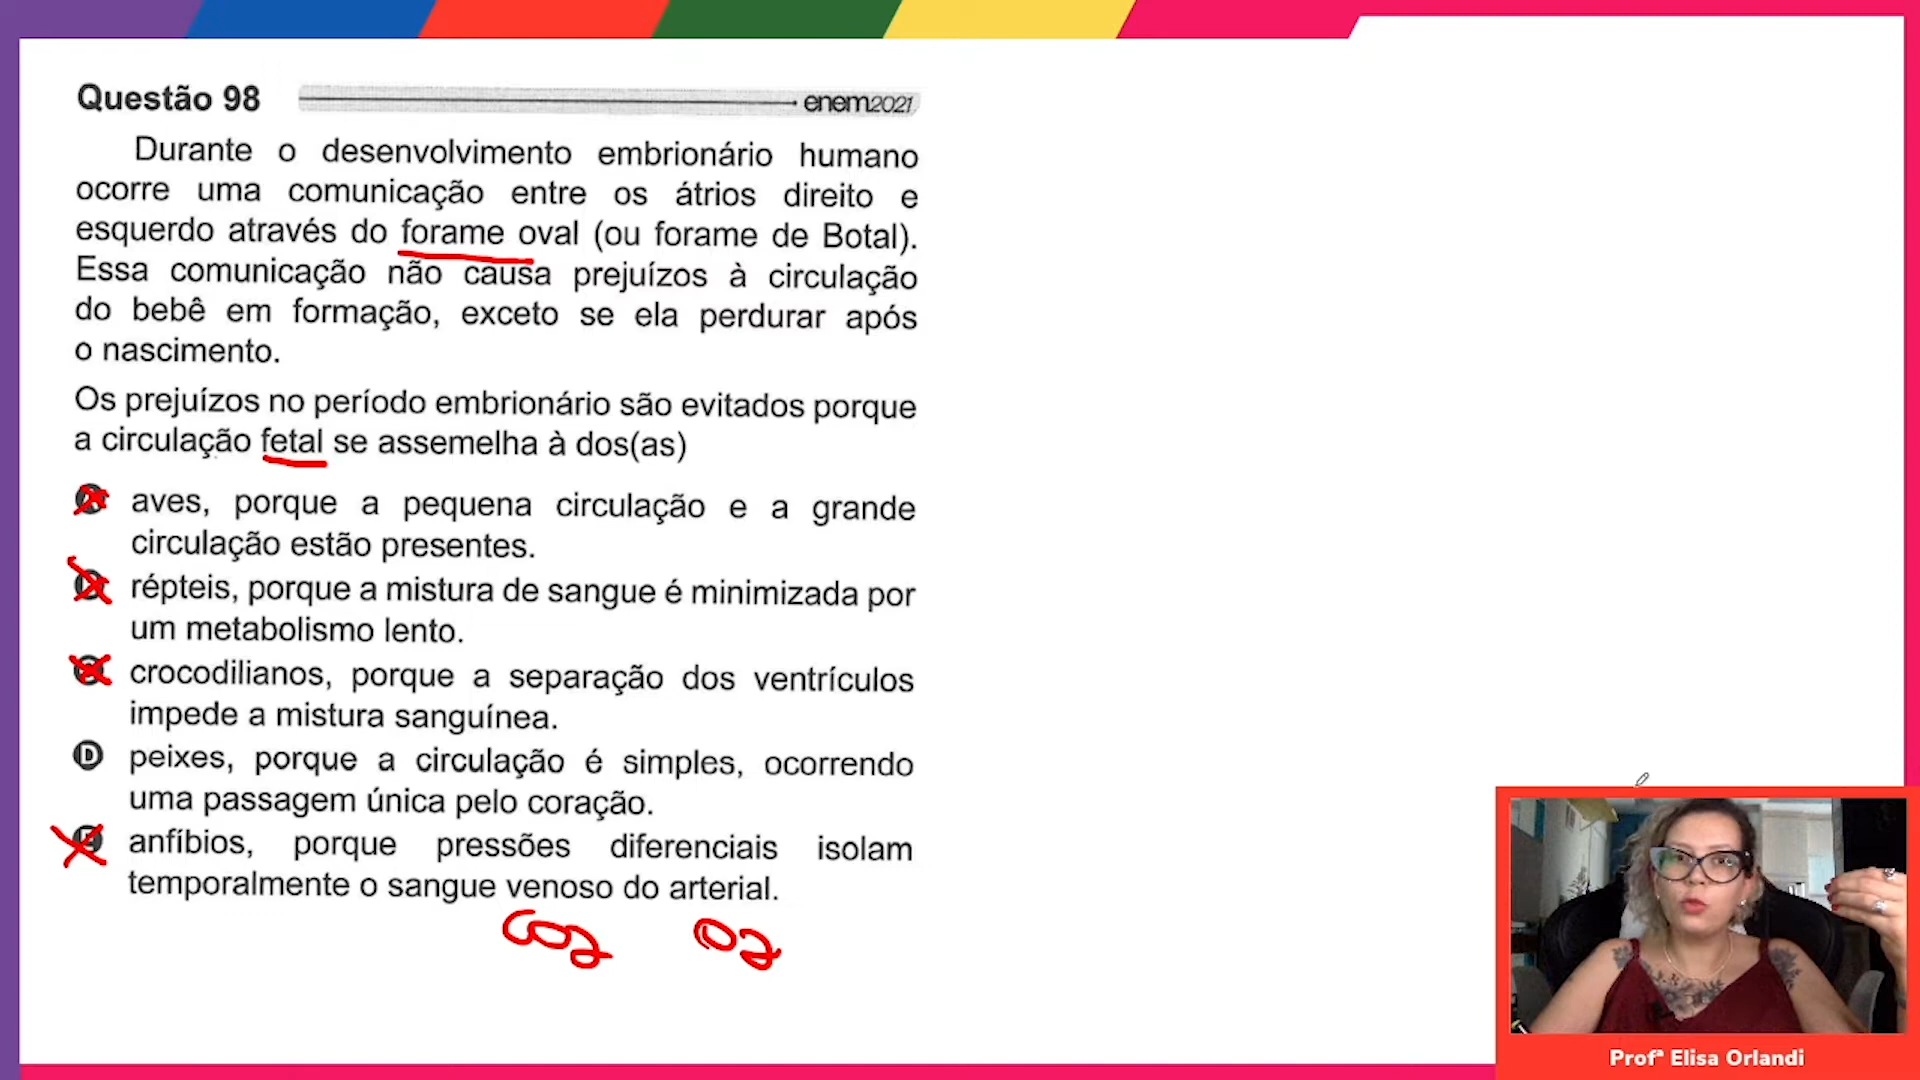 Questão 98
enem2021
Durante o desenvolvimento embrionário humano
ocorre uma comunicação entre os átrios direito e
esquerdo através do forame oval (ou forame de Botal).
Essa comunicação não causa prejuízos à circulação
do bebê em formação, exceto se ela perdurar após
o nascimento.
Os prejuízos no período embrionário são evitados porque
a circulação fetal se assemelha à dos(as)
aves, porque a pequena circulação e a grande
circulação estão presentes.
répteis, porque a mistura de sangue é minimizada por
um metabolismo lento.
crocodilianos, porque a separação dos ventrículos
impede a mistura sanguínea.
D peixes, porque a circulação é simples, ocorrendo
uma passagem única pelo coração.
anfíbios, porque pressões diferenciais isolam
temporalmente o sangue venoso do arterial.
CO2 O2
Profª Elisa Orlandi